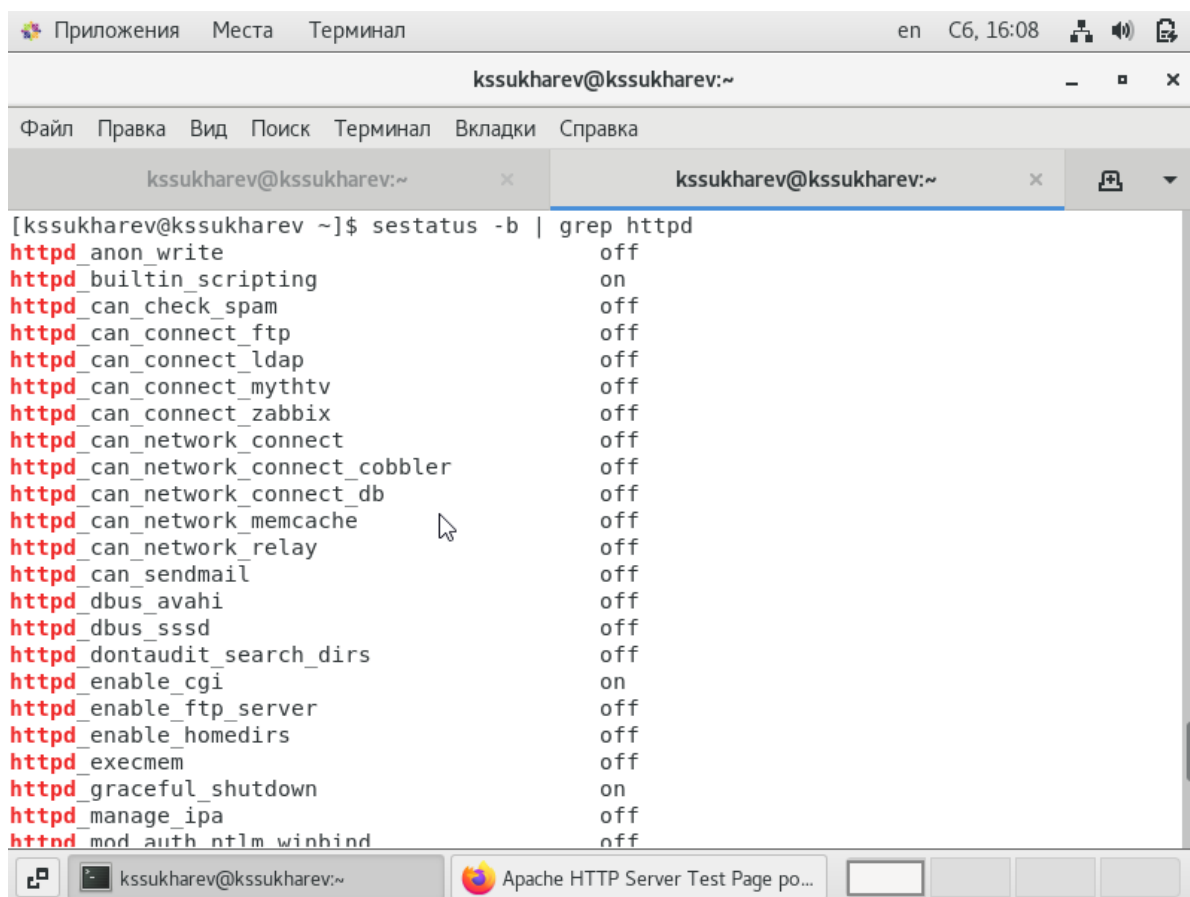 Приложения Места Терминал en Сб, 16:08
kssukharev@kssukharev:~
Файл Правка Вид Поиск Терминал Вкладки Справка
kssukharev@kssukharev:~ kssukharev@kssukharev:~
[kssukharev@kssukharev ~]$ sestatus -b | grep httpd
httpd_anon_write off
httpd_builtin_scripting on
httpd_can_check_spam off
httpd_can_connect_ftp off
httpd_can_connect_ldap off
httpd_can_connect_mythtv off
httpd_can_connect_zabbix off
httpd_can_network_connect off
httpd_can_network_connect_cobbler off
httpd_can_network_connect_db off
httpd_can_network_memcache off
httpd_can_network_relay off
httpd_can_sendmail off
httpd_dbus_avahi off
httpd_dbus_sssd off
httpd_dontaudit_search_dirs off
httpd_enable_cgi on
httpd_enable_ftp_server off
httpd_enable_homedirs off
httpd_execmem off
httpd_graceful_shutdown on
httpd_manage_ipa off
httpd_mod_auth_ntlm_winbind off
kssukharev@kssukharev:~ Apache HTTP Server Test Page po...